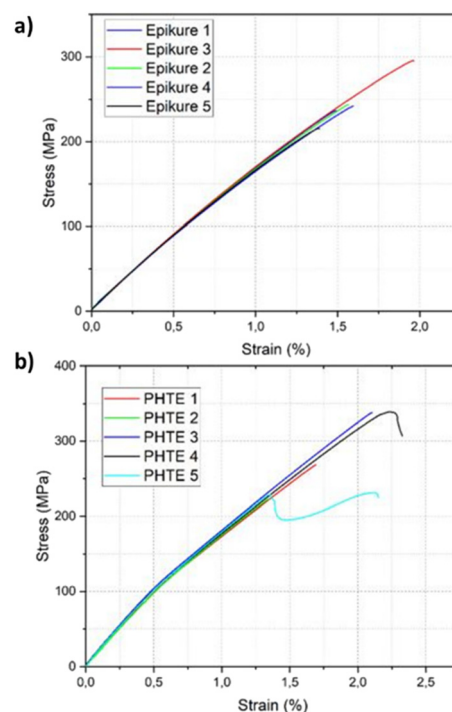 a)
Epikure 1
Epikure 3
Epikure 2
Epikure 4
Epikure 5
300
200
100
0
Stress (MPa)
0,0 0,5 1,0 1,5 2,0
Strain (%)
b)
400
PHTE 1
PHTE 2
PHTE 3
PHTE 4
PHTE 5
300
200
100
0
Stress (MPa)
0,0 0,5 1,0 1,5 2,0 2,5
Strain (%)